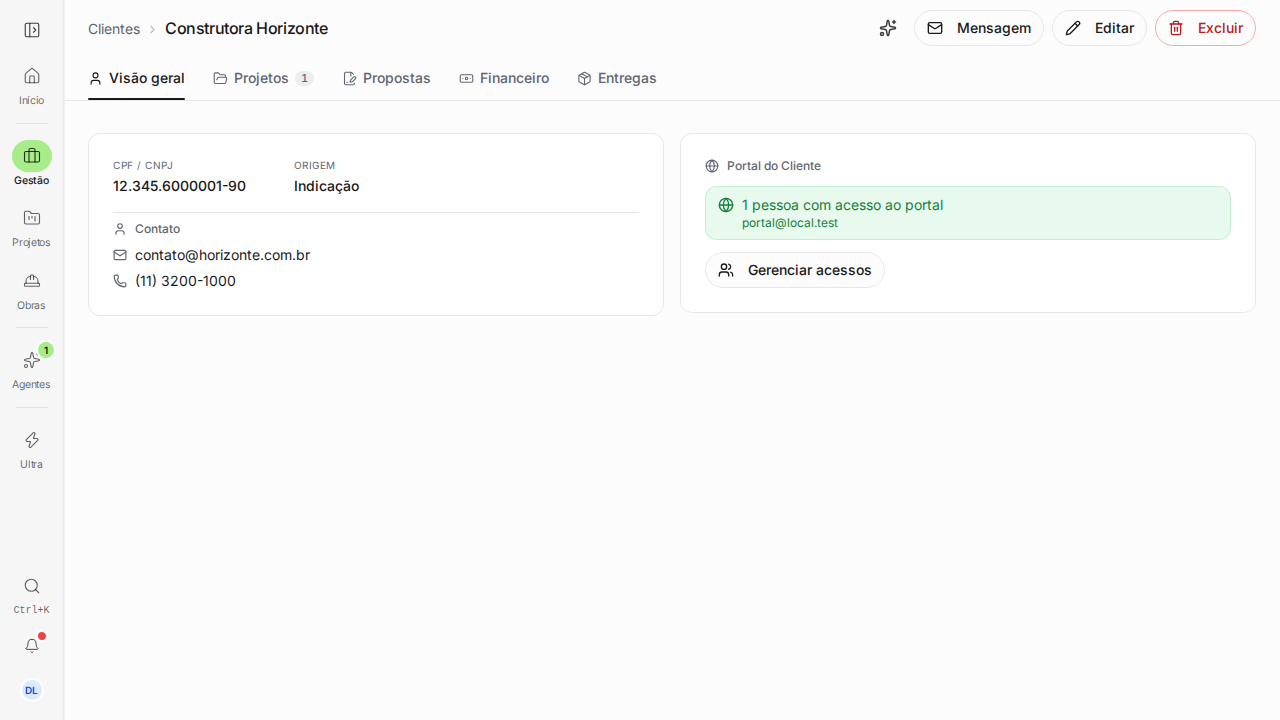 Clientes
Construtora Horizonte
Mensagem
Editar
Excluir
Visão geral
Projetos 1
Propostas
Financeiro
Entregas
Início
Gestão
Projetos
Obras
1
Agentes
Ultra
Ctrl+K
DL
CPF / CNPJ
12.345.6000001-90
ORIGEM
Indicação
Contato
contato@horizonte.com.br
(11) 3200-1000
Portal do Cliente
1 pessoa com acesso ao portal
portal@local.test
Gerenciar acessos